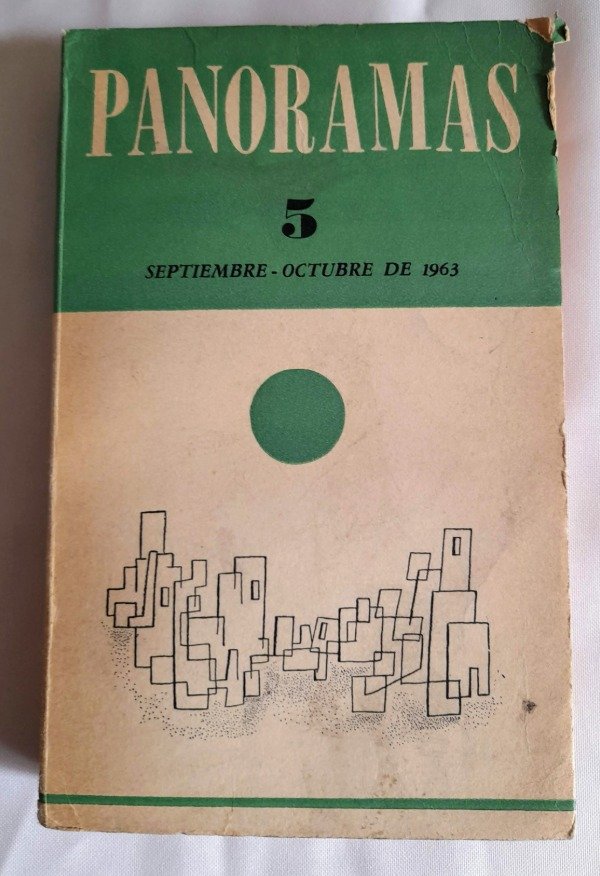 PANORAMAS
5
SEPTIEMBRE - OCTUBRE DE 1963